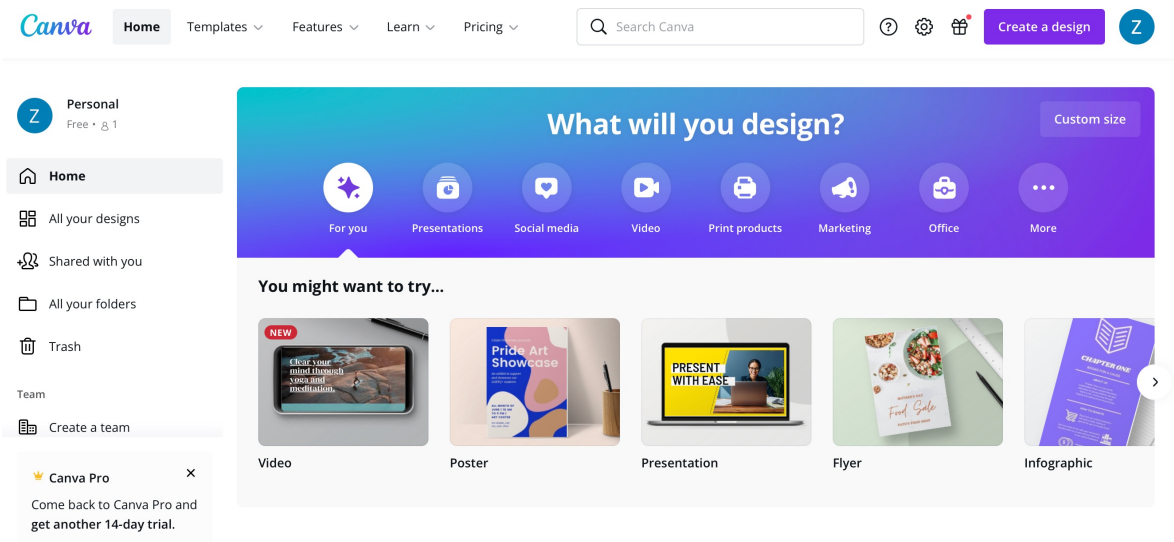 Canva
Home
Templates
Features
Learn
Pricing
Search Canva
Create a design
Z
Z
Personal
Free • 1
Home
All your designs
Shared with you
All your folders
Trash
Team
Create a team
Canva Pro
Come back to Canva Pro and
get another 14-day trial.
What will you design?
Custom size
For you
Presentations
Social media
Video
Print products
Marketing
Office
More
You might want to try...
NEW
Clear your
mind through
yoga and
meditation.
Video
Pride Art
Showcase
Poster
PRESENT
WITH EASE
Presentation
Food Sale
Flyer
CHAPTER ONE
Infographic